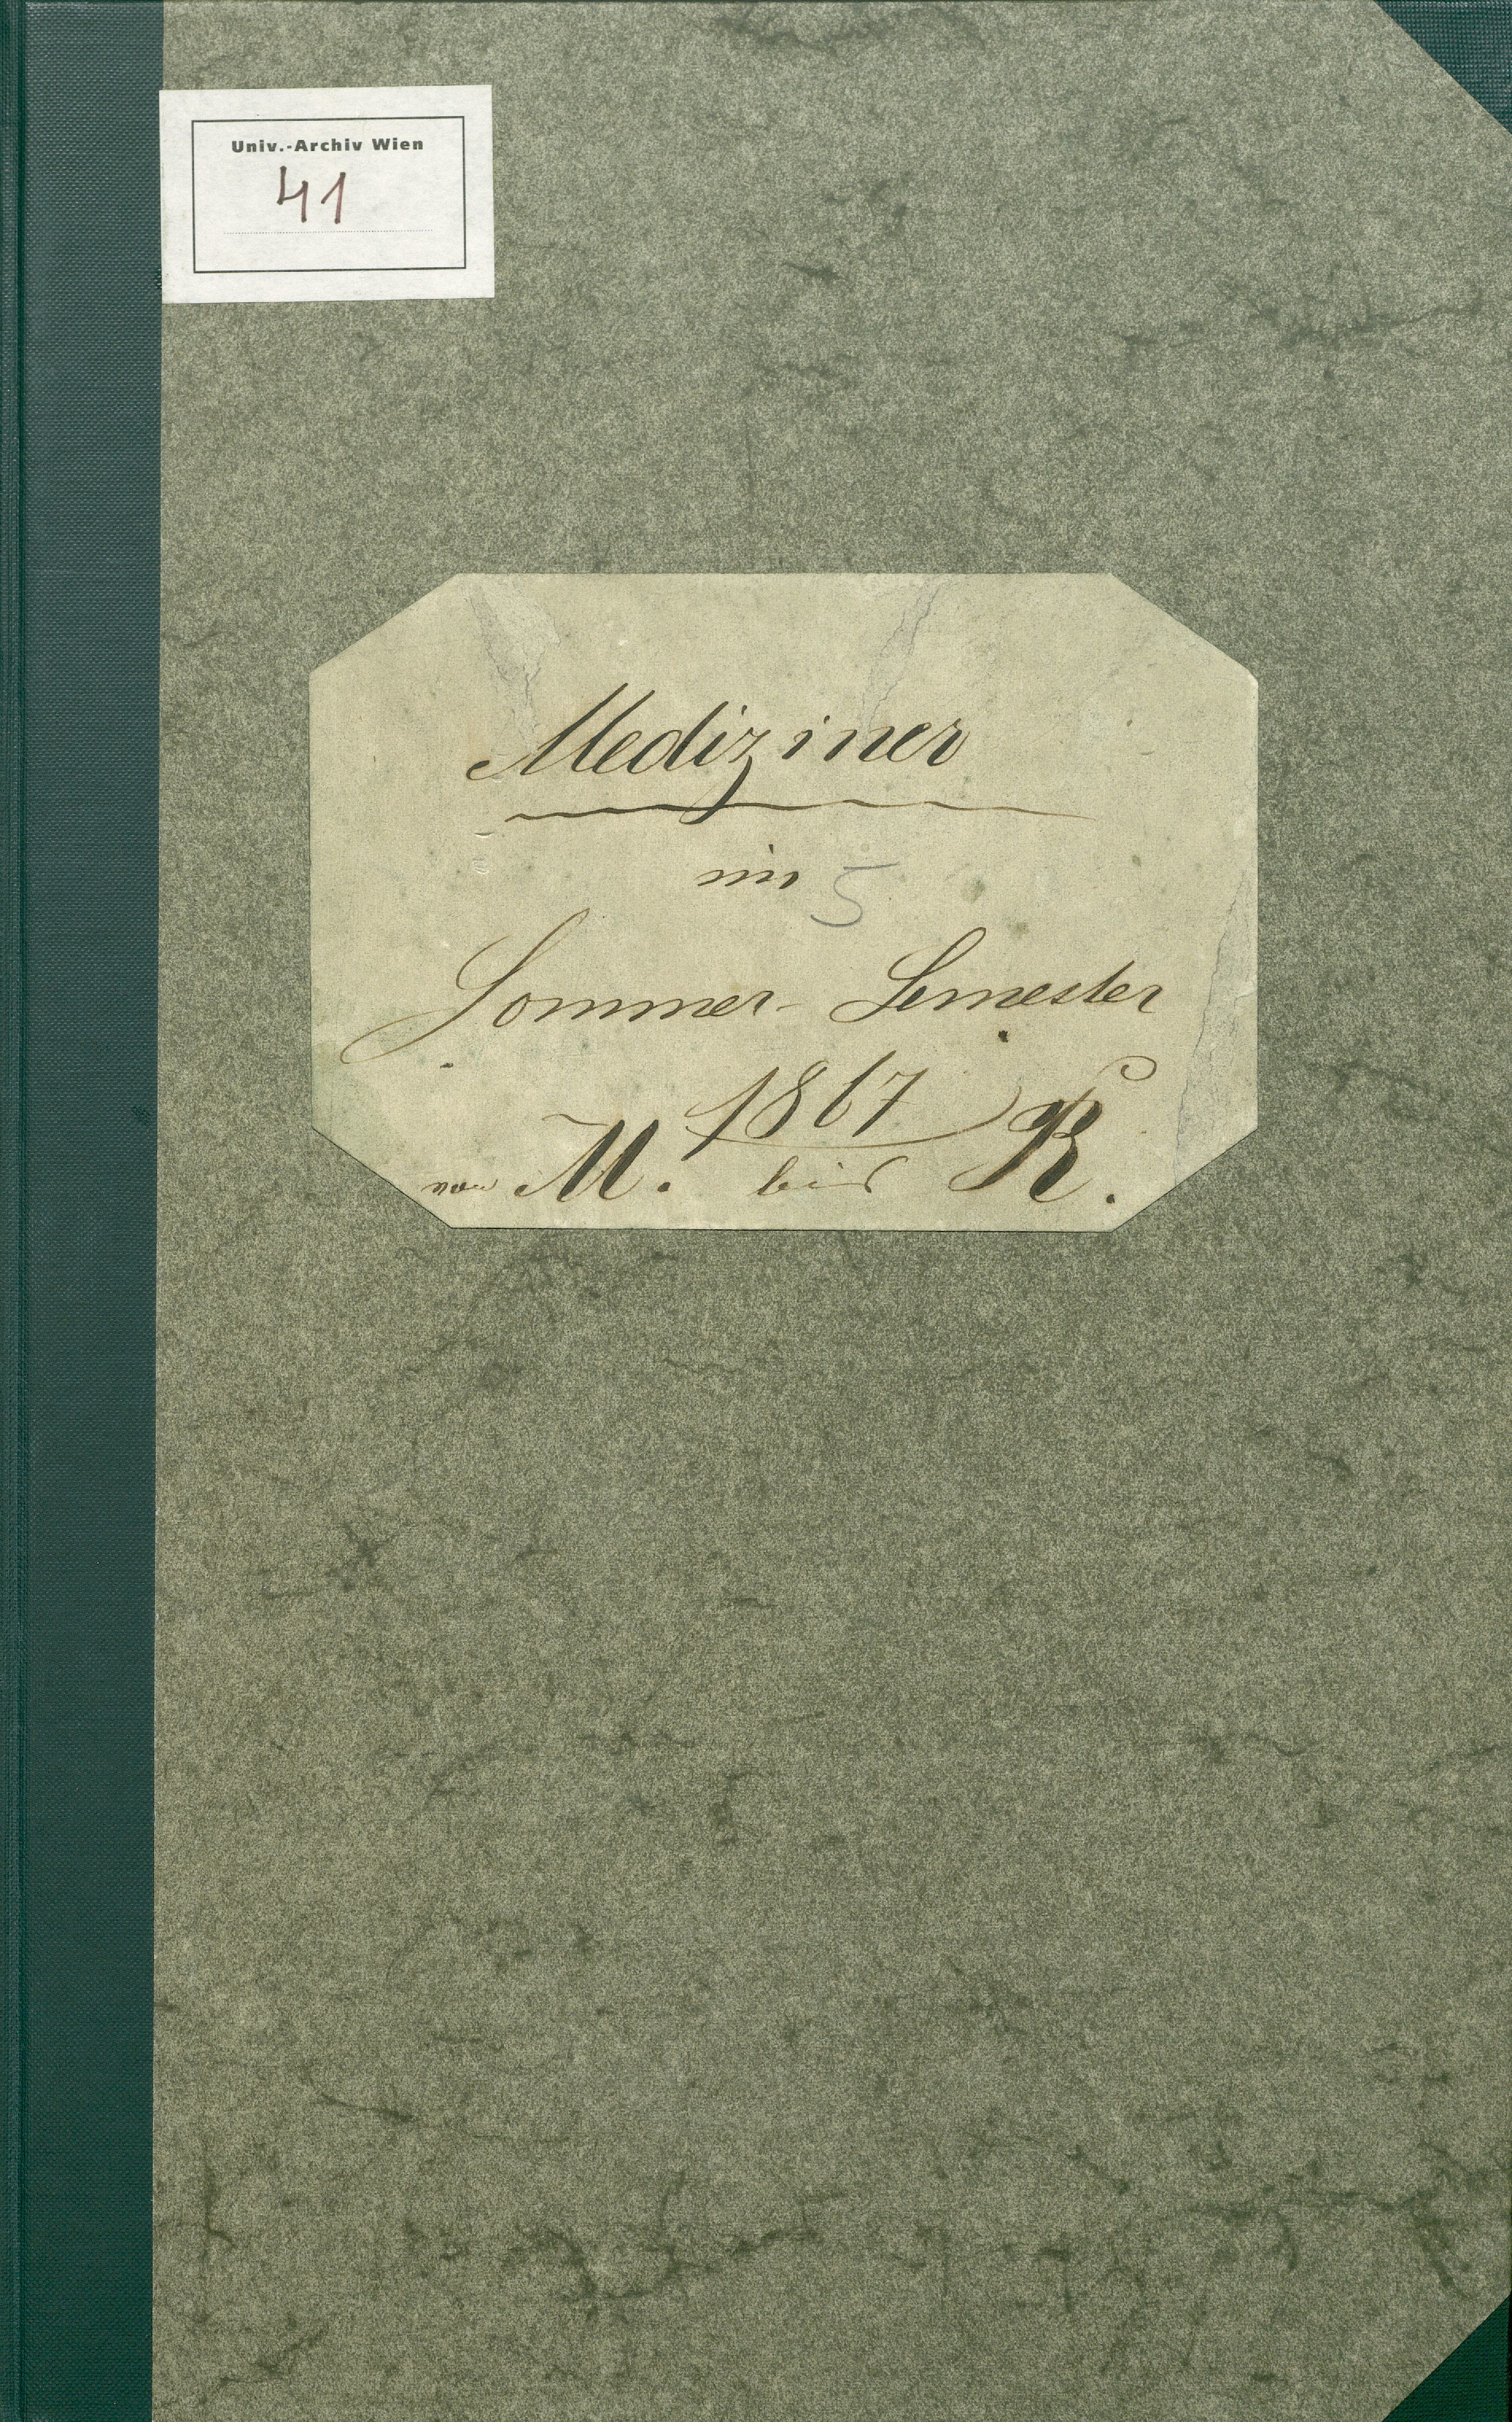 Univ.-Archiv Wien
41
Mediziner
im 5
Sommer-Semester
1867
von M. bis R.